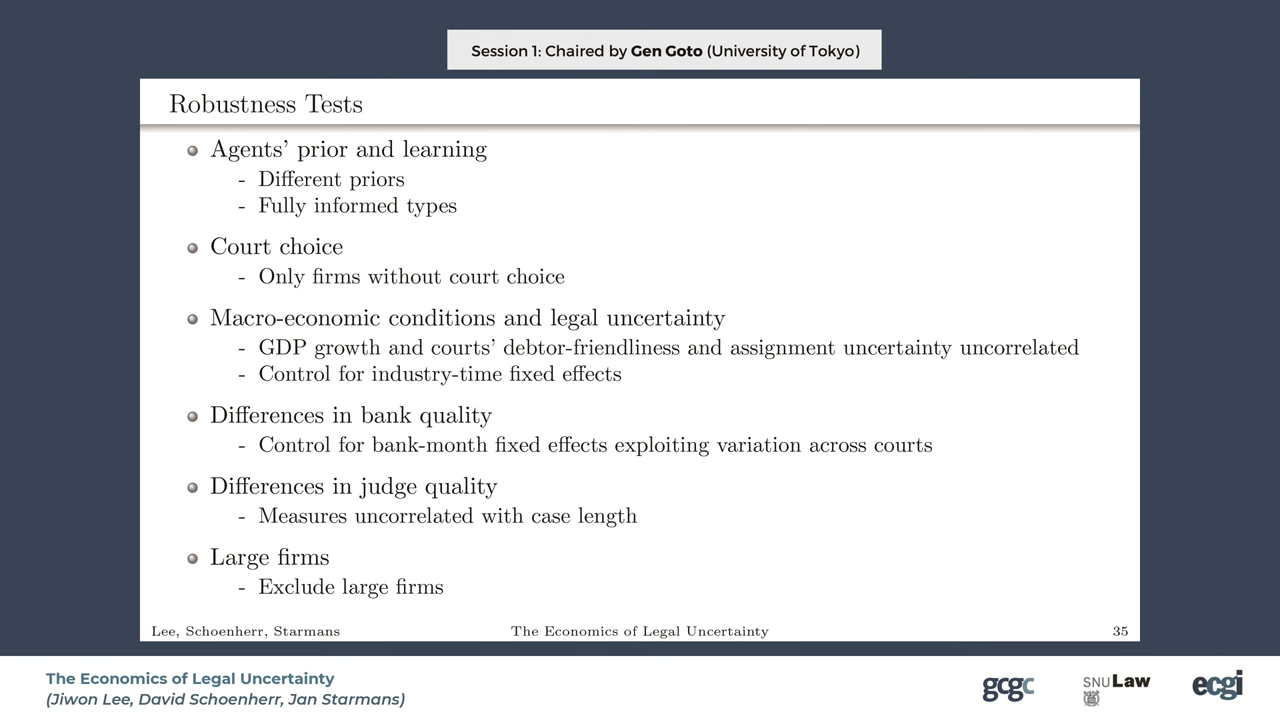 Session 1: Chaired by Gen Goto (University of Tokyo)
Robustness Tests
Agents' prior and learning
- Different priors
- Fully informed types
Court choice
- Only firms without court choice
Macro-economic conditions and legal uncertainty
- GDP growth and courts' debtor-friendliness and assignment uncertainty uncorrelated
- Control for industry-time fixed effects
Differences in bank quality
- Control for bank-month fixed effects exploiting variation across courts
Differences in judge quality
- Measures uncorrelated with case length
Large firms
- Exclude large firms
Lee, Schoenherr, Starmans The Economics of Legal Uncertainty 35
The Economics of Legal Uncertainty
(Jiwon Lee, David Schoenherr, Jan Starmans)
gcgc SNU Law ecgi